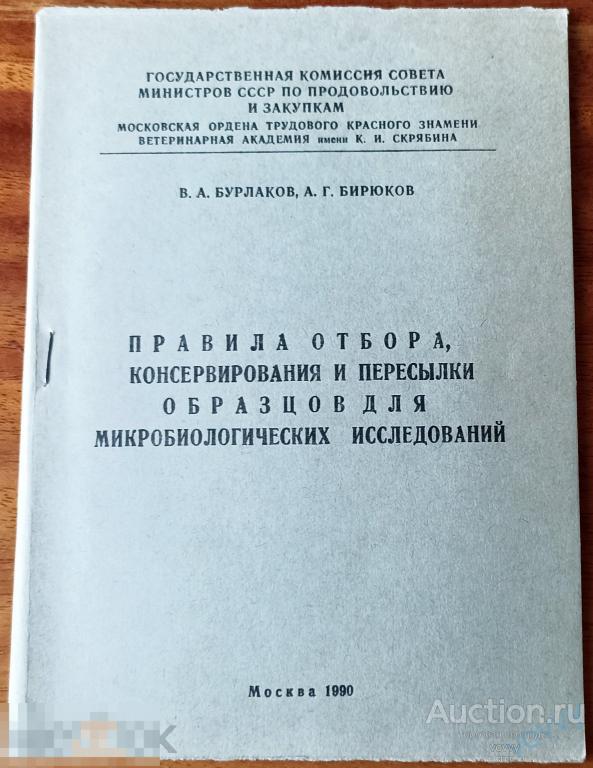 ГОСУДАРСТВЕННАЯ КОМИССИЯ СОВЕТА
МИНИСТРОВ СССР ПО ПРОДОВОЛЬСТВИЮ
И ЗАКУПКАМ
МОСКОВСКАЯ ОРДЕНА ТРУДОВОГО КРАСНОГО ЗНАМЕНИ
ВЕТЕРИНАРНАЯ АКАДЕМИЯ имени К. И. СКРЯБИНА
В. А. БУРЛАКОВ, А. Г. БИРЮКОВ
ПРАВИЛА ОТБОРА,
КОНСЕРВИРОВАНИЯ И ПЕРЕСЫЛКИ
ОБРАЗЦОВ ДЛЯ
МИКРОБИОЛОГИЧЕСКИХ ИССЛЕДОВАНИЙ
Москва 1990
Auction.ru
vovvy